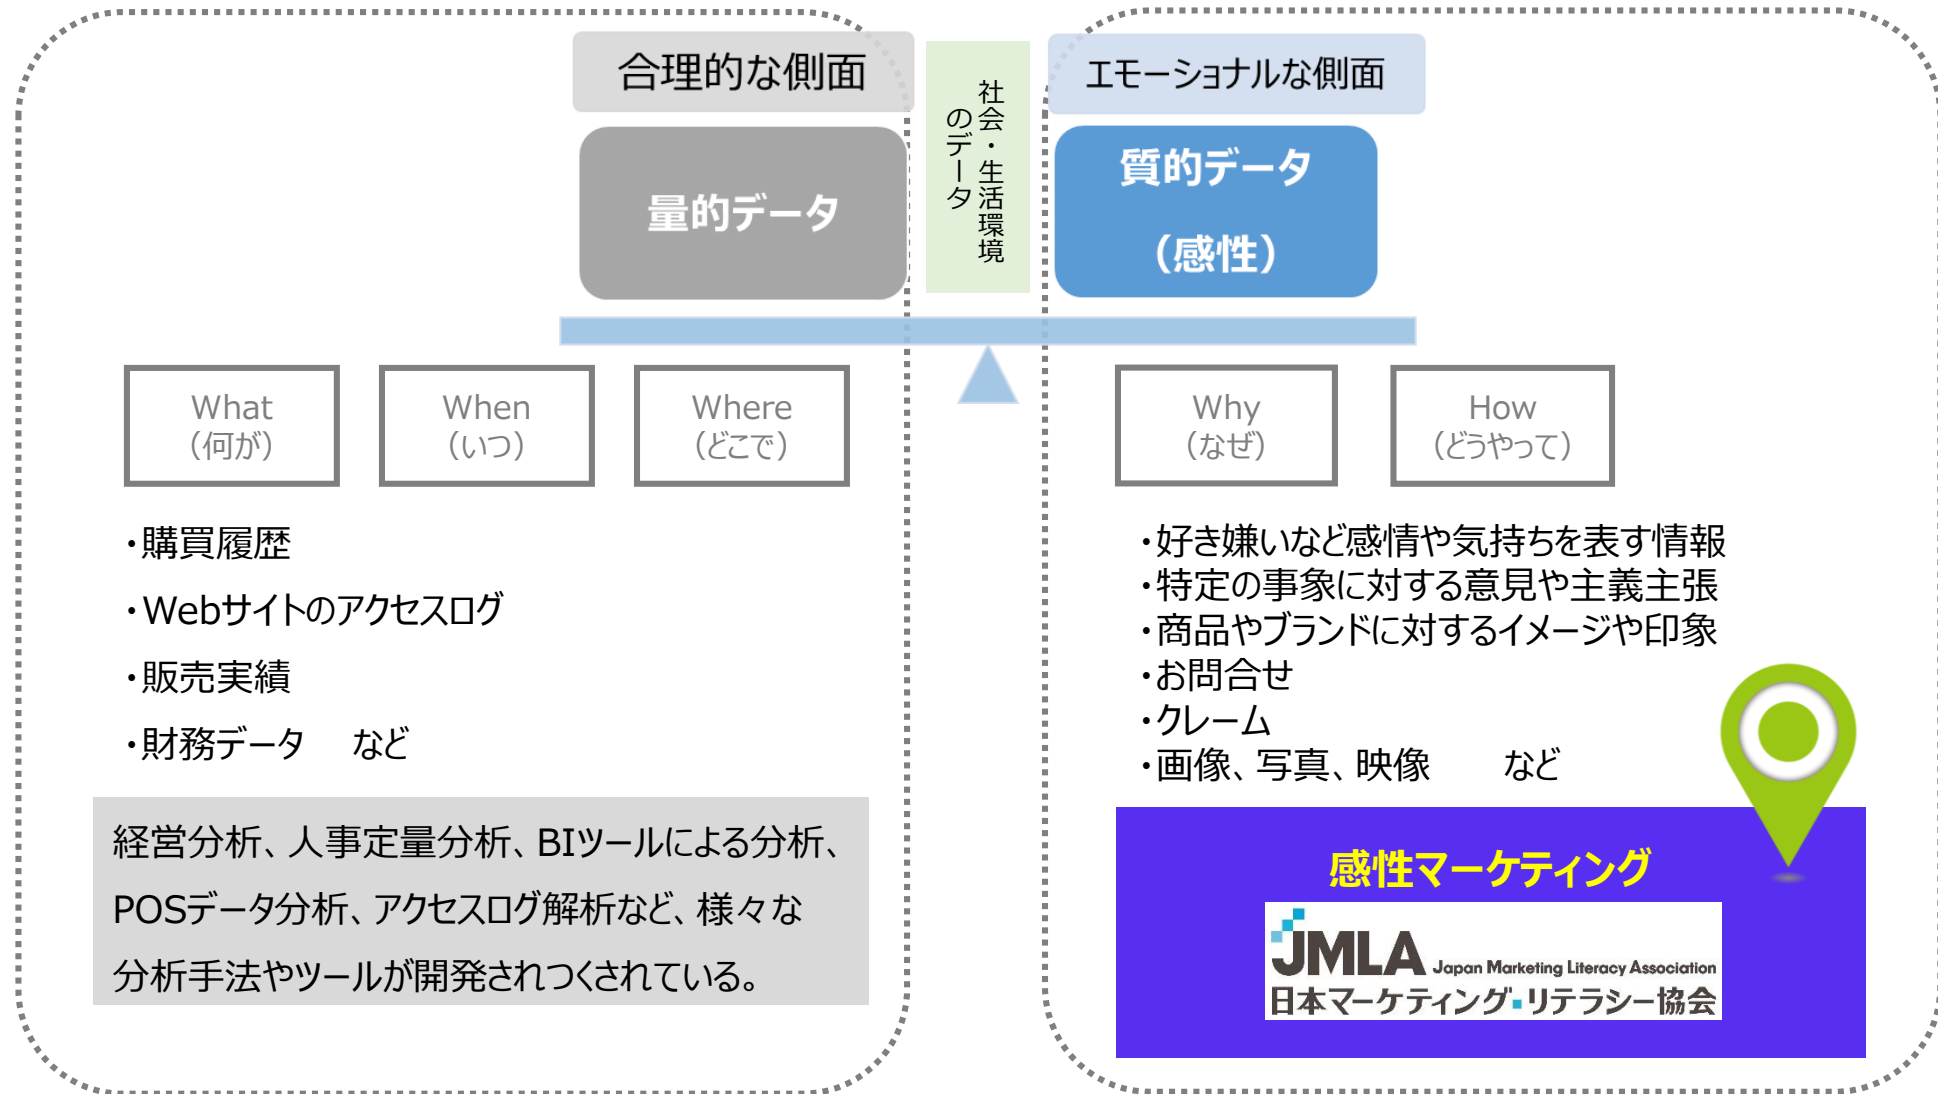 合理的な側面
量的データ
社会・生活環境
のデータ
エモーショナルな側面
質的データ
（感性）
What
（何が）
When
（いつ）
Where
（どこで）
・購買履歴
・Webサイトのアクセスログ
・販売実績
・財務データ　など
経営分析、人事定量分析、BIツールによる分析、
POSデータ分析、アクセスログ解析など、様々な
分析手法やツールが開発されつくされている。
Why
（なぜ）
How
（どうやって）
・好き嫌いなど感情や気持ちを表す情報
・特定の事象に対する意見や主義主張
・商品やブランドに対するイメージや印象
・お問合せ
・クレーム
・画像、写真、映像　　など
感性マーケティング
JMLA Japan Marketing Literacy Association
日本マーケティング・リテラシー協会